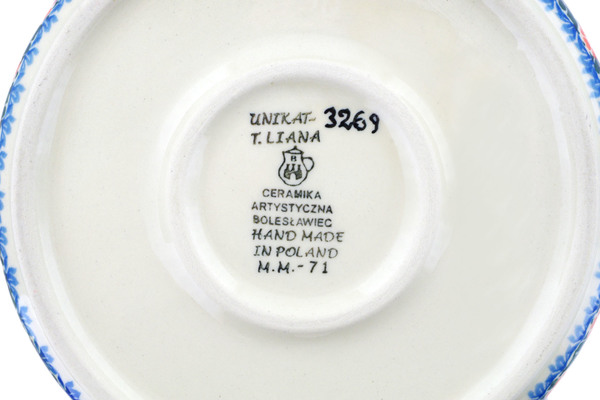 UNIKAT- 3269
T. LIANA
B
CERAMIKA
ARTYSTYCZNA
BOLESŁAWIEC
HAND MADE
IN POLAND
M.M.-71